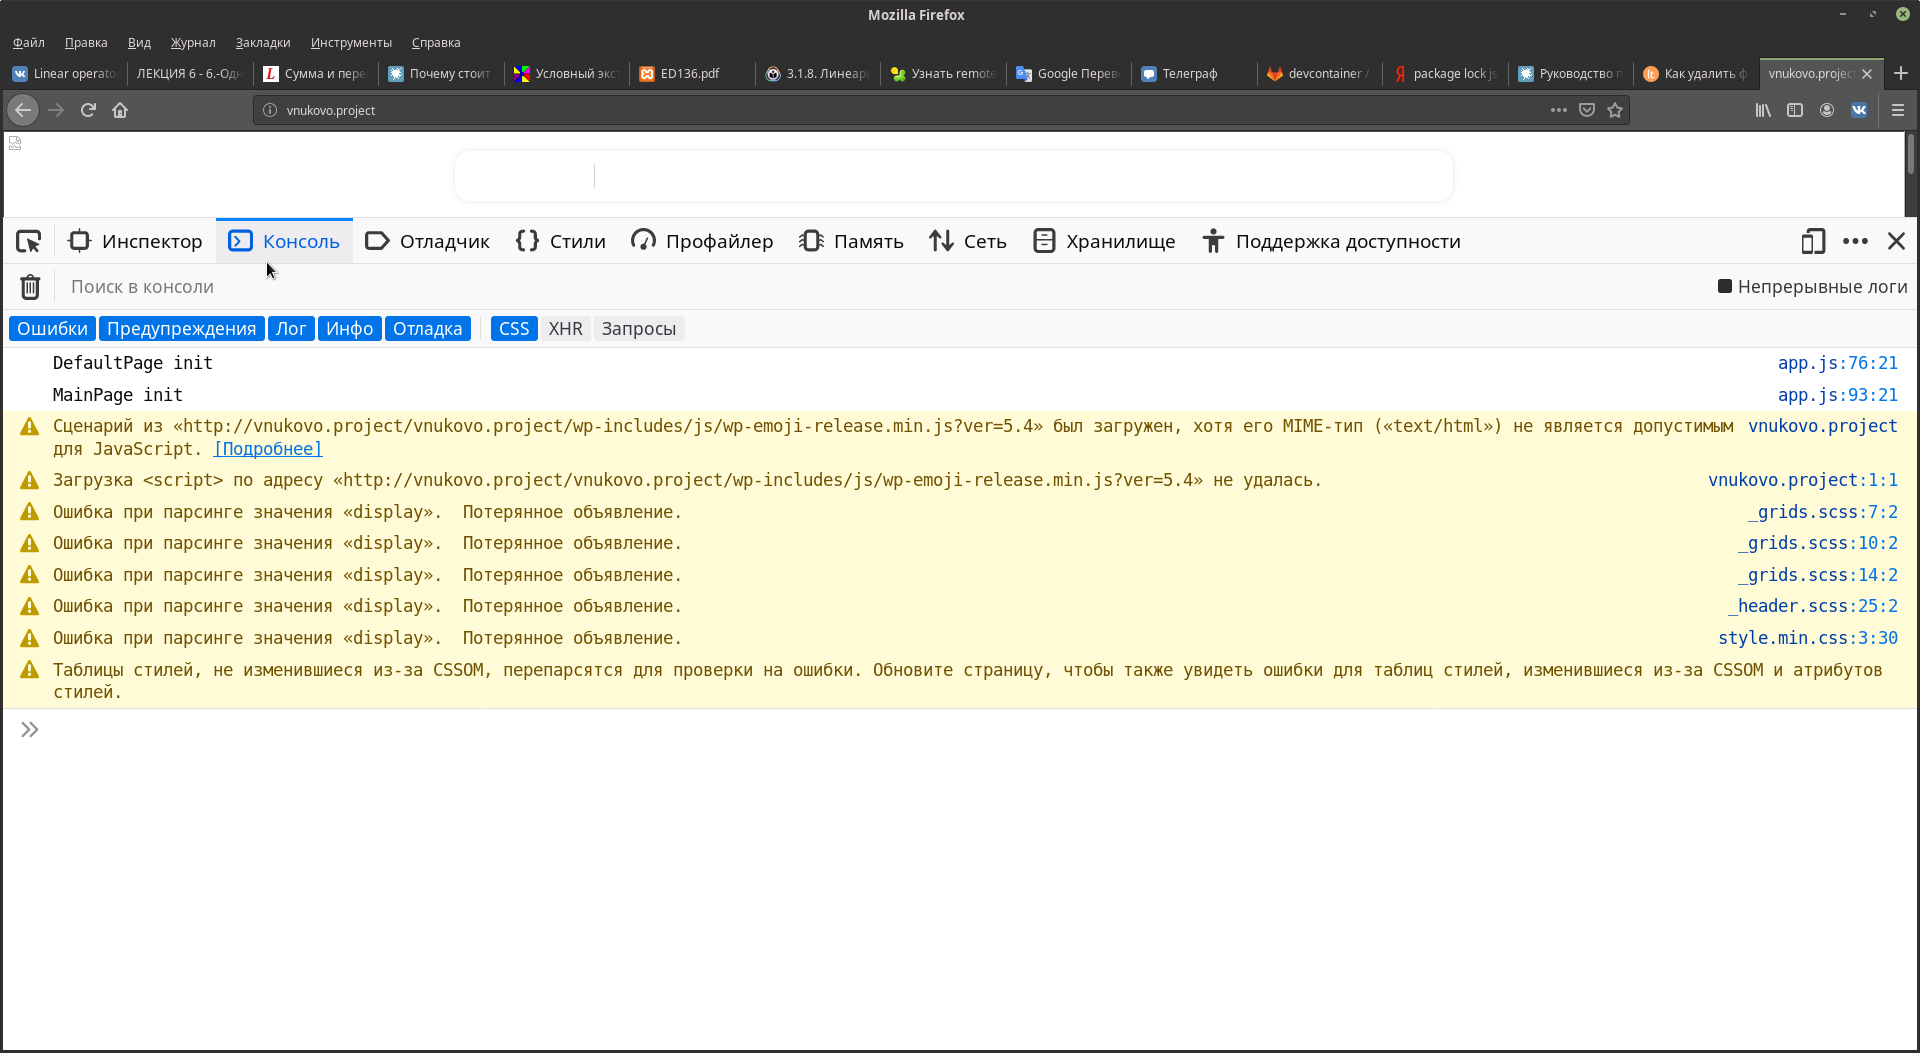 Mozilla Firefox
Файл Правка Вид Журнал Закладки Инструменты Справка
Linear operato ЛЕКЦИЯ 6 - 6.-Одн Сумма и пере Почему стоит Условный экс ED136.pdf 3.1.8. Линеар Узнать remote Google Перев Телеграф devcontainer / package lock js Руководство п Как удалить ф vnukovo.project
vnukovo.project
Инспектор Консоль Отладчик Стили Профайлер Память Сеть Хранилище Поддержка доступности
Поиск в консоли Непрерывные логи
Ошибки Предупреждения Лог Инфо Отладка CSS XHR Запросы
DefaultPage init app.js:76:21
MainPage init app.js:93:21
Сценарий из «http://vnukovo.project/vnukovo.project/wp-includes/js/wp-emoji-release.min.js?ver=5.4» был загружен, хотя его MIME-тип («text/html») не является допустимым vnukovo.project
для JavaScript. [Подробнее]
Загрузка <script> по адресу «http://vnukovo.project/vnukovo.project/wp-includes/js/wp-emoji-release.min.js?ver=5.4» не удалась. vnukovo.project:1:1
Ошибка при парсинге значения «display». Потерянное объявление. _grids.scss:7:2
Ошибка при парсинге значения «display». Потерянное объявление. _grids.scss:10:2
Ошибка при парсинге значения «display». Потерянное объявление. _grids.scss:14:2
Ошибка при парсинге значения «display». Потерянное объявление. _header.scss:25:2
Ошибка при парсинге значения «display». Потерянное объявление. style.min.css:3:30
Таблицы стилей, не изменившиеся из-за CSSOM, перепарсятся для проверки на ошибки. Обновите страницу, чтобы также увидеть ошибки для таблиц стилей, изменившиеся из-за CSSOM и атрибутов
стилей.